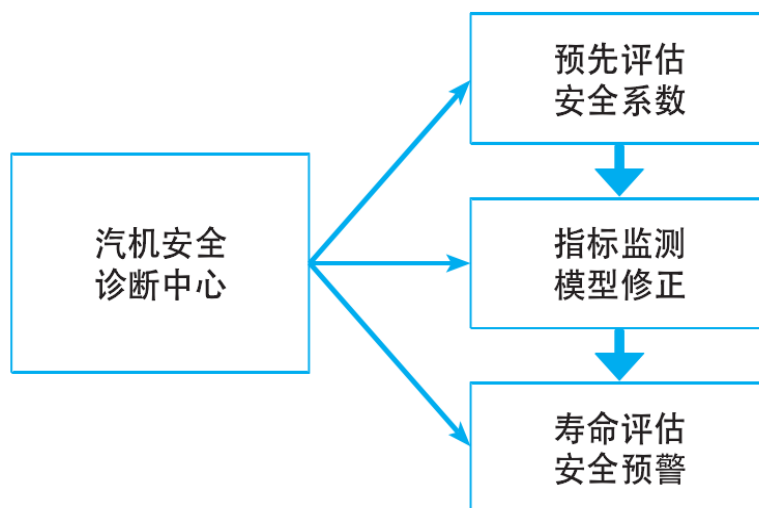 汽机安全
诊断中心
预先评估
安全系数
指标监测
模型修正
寿命评估
安全预警